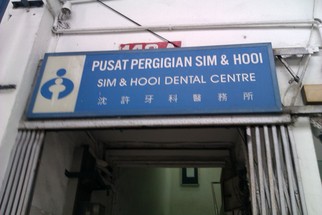 PUSAT PERGIGIAN SIM & HOOI
SIM & HOOI DENTAL CENTRE
沈許牙科醫務所